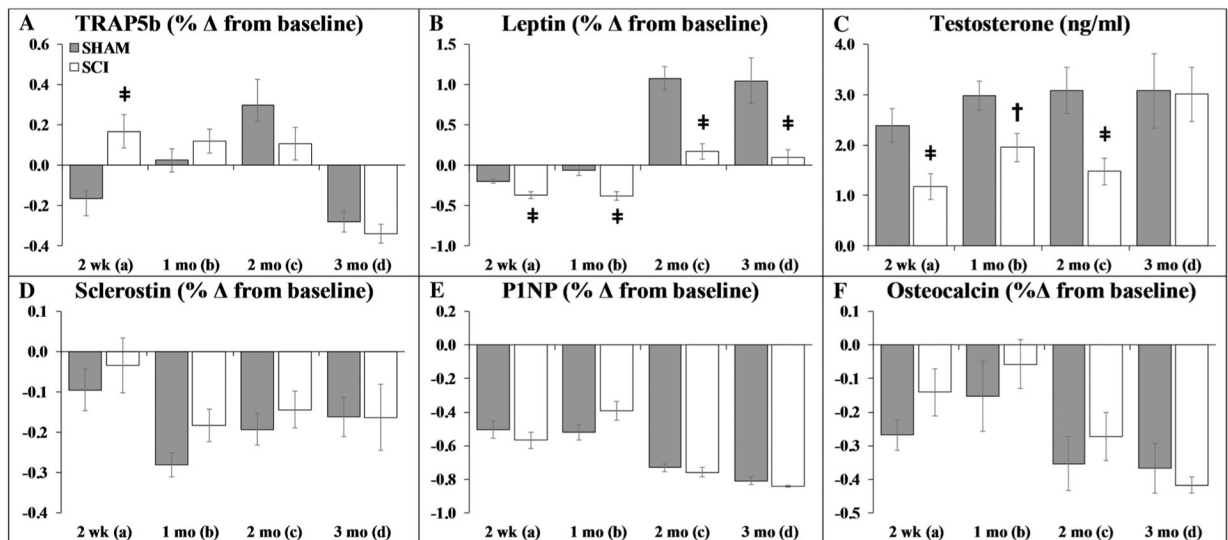 A TRAP5b (% Δ from baseline)
0.6
0.4
0.2
0.0
-0.2
-0.4
SHAM
SCI
ǂ
2 wk (a) 1 mo (b) 2 mo (c) 3 mo (d)
B Leptin (% Δ from baseline)
1.5
1.0
0.5
0.0
-0.5
-1.0
ǂ ǂ ǂ ǂ
2 wk (a) 1 mo (b) 2 mo (c) 3 mo (d)
C Testosterone (ng/ml)
4.0
3.0
2.0
1.0
0.0
ǂ † ǂ
2 wk (a) 1 mo (b) 2 mo (c) 3 mo (d)
D Sclerostin (% Δ from baseline)
0.1
0.0
-0.1
-0.2
-0.3
-0.4
2 wk (a) 1 mo (b) 2 mo (c) 3 mo (d)
E P1NP (% Δ from baseline)
0.2
0.0
-0.2
-0.4
-0.6
-0.8
-1.0
2 wk (a) 1 mo (b) 2 mo (c) 3 mo (d)
F Osteocalcin (%Δ from baseline)
0.1
0.0
-0.1
-0.2
-0.3
-0.4
-0.5
2 wk (a) 1 mo (b) 2 mo (c) 3 mo (d)